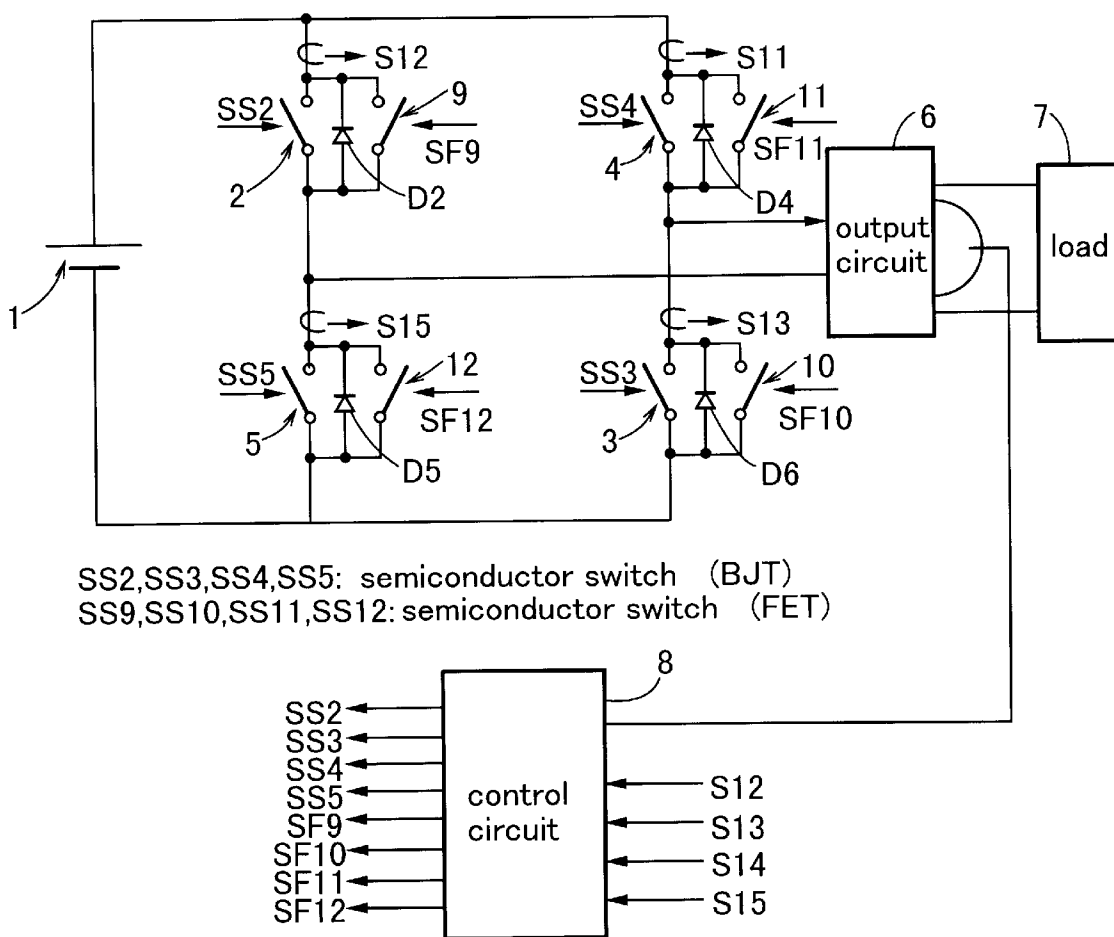 S12
S11
SS2
9
SS4
11
SF9
SF11
6
7
2
D2
4
D4
output
circuit
load
1
S15
S13
SS5
12
SS3
10
SF12
SF10
5
D5
3
D6
SS2,SS3,SS4,SS5: semiconductor switch (BJT)
SS9,SS10,SS11,SS12: semiconductor switch (FET)
8
SS2
SS3
SS4
SS5
SF9
SF10
SF11
SF12
control
circuit
S12
S13
S14
S15